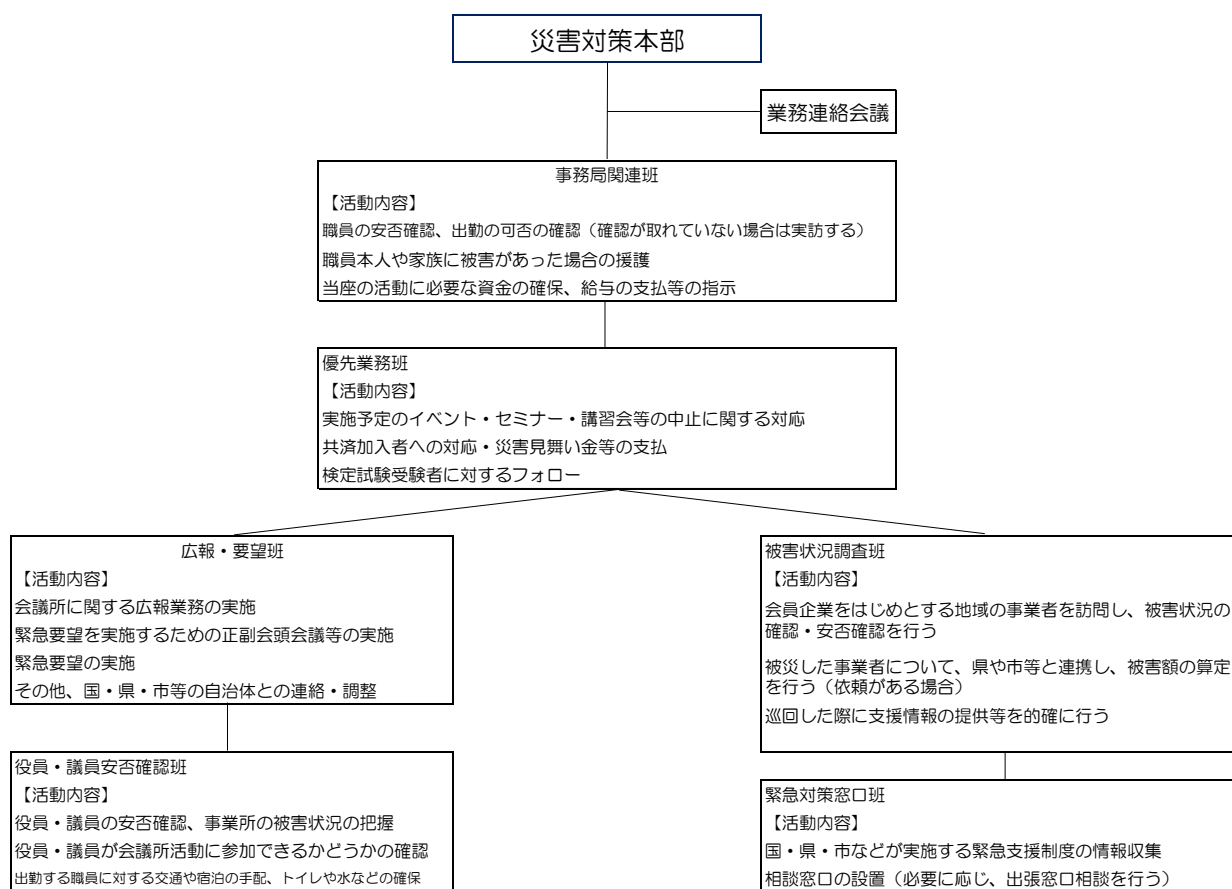 災害対策本部
業務連絡会議
事務局関連班
【活動内容】
職員の安否確認、出勤の可否の確認（確認が取れていない場合は実訪する）
職員本人や家族に被害があった場合の援護
当座の活動に必要な資金の確保、給与の支払等の指示
優先業務班
【活動内容】
実施予定のイベント・セミナー・講習会等の中止に関する対応
共済加入者への対応・災害見舞い金等の支払
検定試験受験者に対するフォロー
広報・要望班
【活動内容】
会議所に関する広報業務の実施
緊急要望を実施するための正副会頭会議等の実施
緊急要望の実施
その他、国・県・市等の自治体との連絡・調整
役員・議員安否確認班
【活動内容】
役員・議員の安否確認、事業所の被害状況の把握
役員・議員が会議所活動に参加できるかどうかの確認
出勤する職員に対する交通や宿泊の手配、トイレや水などの確保
被害状況調査班
【活動内容】
会員企業をはじめとする地域の事業者を訪問し、被害状況の
確認・安否確認を行う
被災した事業者について、県や市等と連携し、被害額の算定
を行う（依頼がある場合）
巡回した際に支援情報の提供等を的確に行う
緊急対策窓口班
【活動内容】
国・県・市などが実施する緊急支援制度の情報収集
相談窓口の設置（必要に応じ、出張窓口相談を行う）